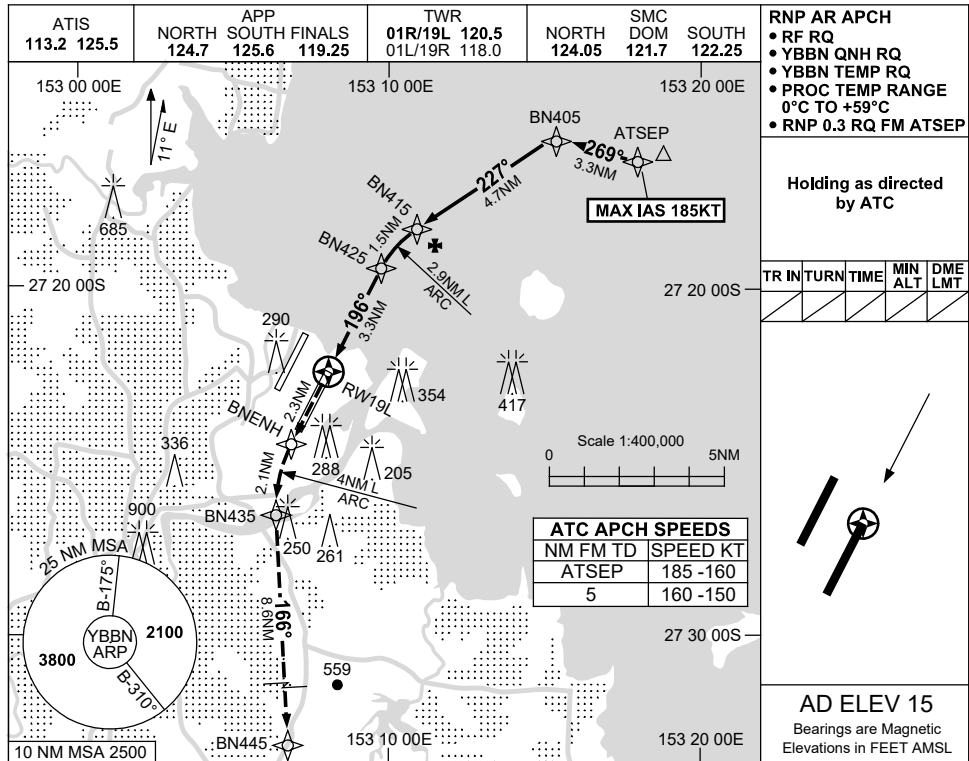 ATIS
113.2 125.5
APP
NORTH SOUTH FINALS
124.7 125.6 119.25
TWR
01R/19L 120.5
01L/19R 118.0
SMC
NORTH DOM SOUTH
124.05 121.7 122.25
RNP AR APCH
• RF RQ
• YBBN QNH RQ
• YBBN TEMP RQ
• PROC TEMP RANGE
0°C TO +59°C
• RNP 0.3 RQ FM ATSEP
Holding as directed
by ATC
TR IN TURN TIME MIN ALT DME LMT
153 00 00E
153 10 00E
153 20 00E
11° E
BN405
ATSEP
269°
3.3NM
MAX IAS 185KT
227°
4.7NM
BN415
1.5NM
BN425
2.9NM L
ARC
685
27 20 00S
27 20 00S
196°
3.3NM
290
RW19L
354
417
2.3NM
BNENH
288
205
336
2.1NM
4NM L
ARC
BN435
250
261
900
Scale 1:400,000
0 5NM
ATC APCH SPEEDS
NM FM TD SPEED KT
ATSEP 185 -160
5 160 -150
25 NM MSA
B-175°
YBBN
ARP
2100
3800
B-310°
10 NM MSA 2500
166°
8.6NM
559
BN445
27 30 00S
153 10 00E
153 20 00E
AD ELEV 15
Bearings are Magnetic
Elevations in FEET AMSL